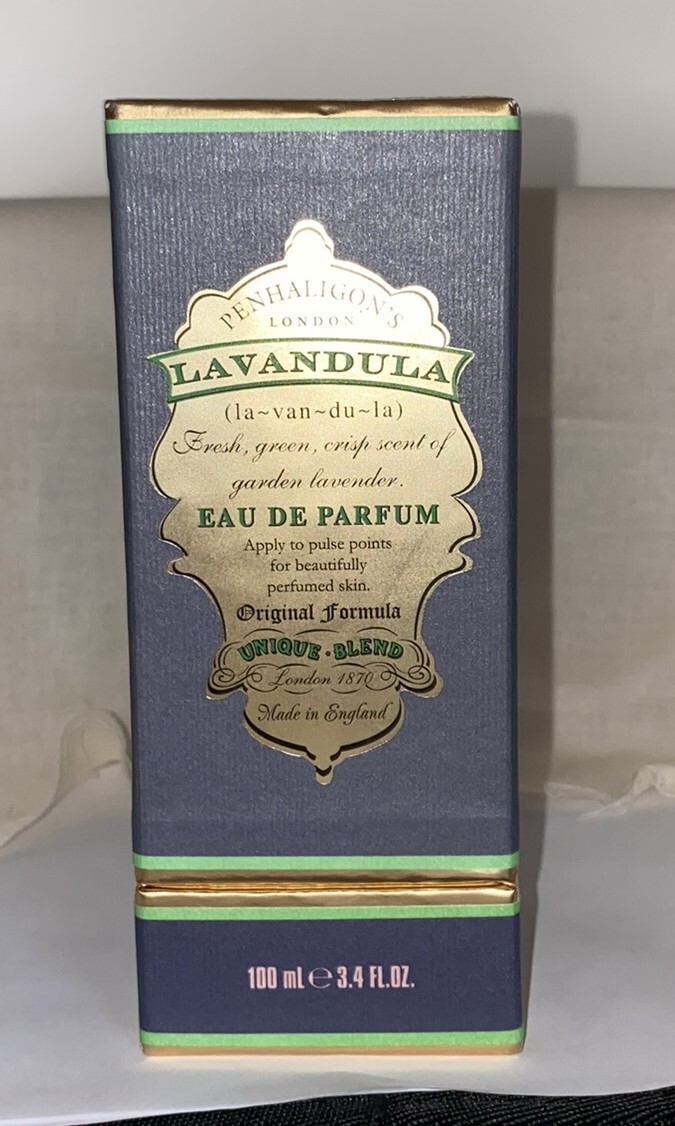 PENHALIGON'S
LONDON
LAVANDULA
(la~van~du~la)
Fresh, green, crisp scent of
garden lavender.
EAU DE PARFUM
Apply to pulse points
for beautifully
perfumed skin.
Original Formula
UNIQUE · BLEND
London 1870
Made in England
100 mL ℮ 3.4 FL.OZ.